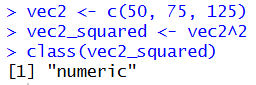 > vec2 <- c(50, 75, 125)
> vec2_squared <- vec2^2
> class(vec2_squared)
[1] "numeric"